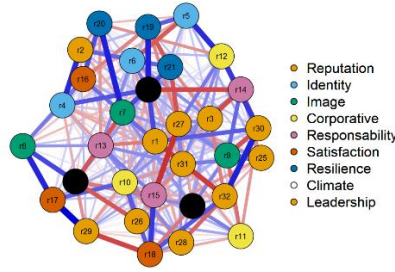 r20
r19
r5
r2
r6
r12
r16
r21
r14
r4
r7
r3
r27
r30
r1
r6
r13
r9
r25
r31
r10
r17
r15
r32
r26
r29
r11
r28
r18
Reputation
Identity
Image
Corporative
Responsability
Satisfaction
Resilience
Climate
Leadership